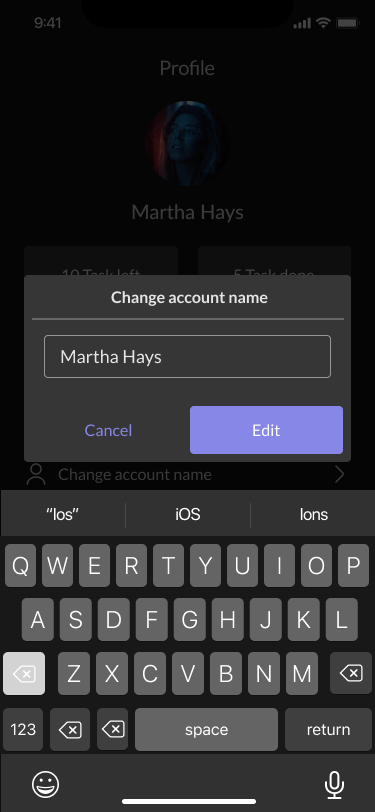 9:41
Profile
Martha Hays
10 Task left
5 Task done
Change account name
Martha Hays
Cancel
Edit
Change account name
“Ios”
iOS
Ions
Q W E R T Y U I O P
A S D F G H J K L
Z X C V B N M
123
space
return